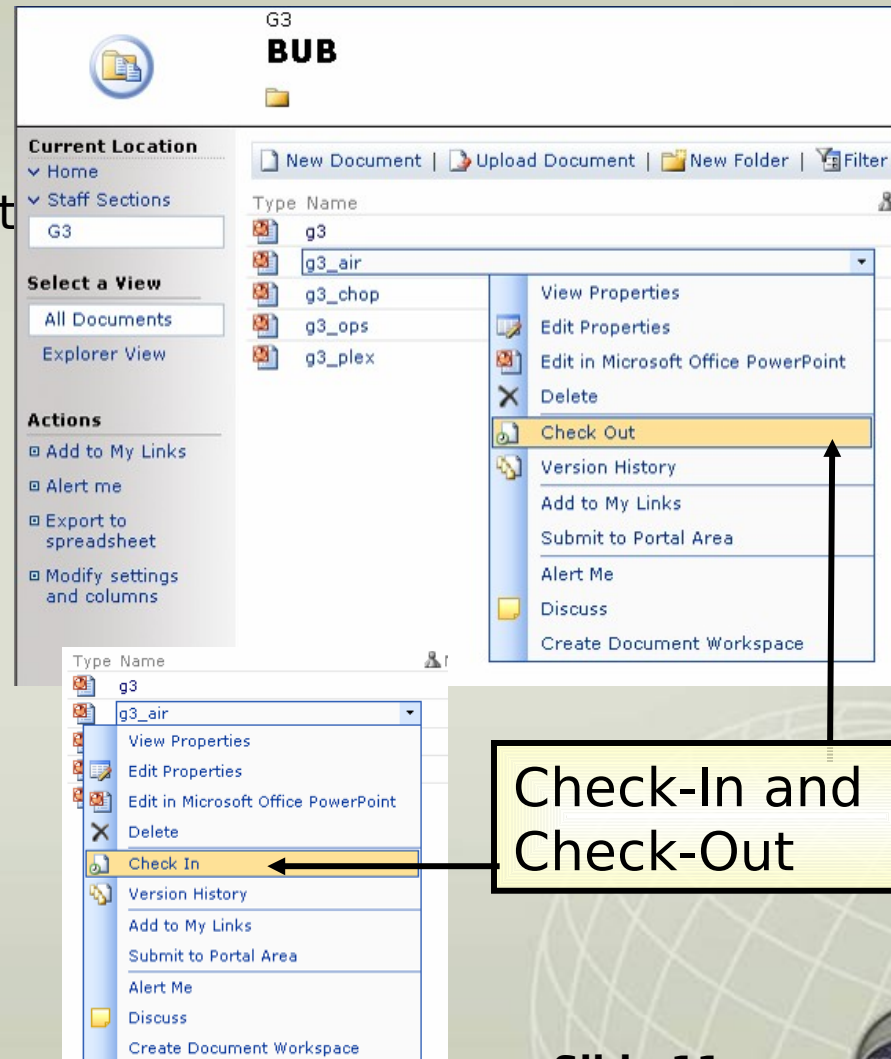 G3
BUB
Current Location
Home
Staff Sections
G3
Select a View
All Documents
Explorer View
Actions
Add to My Links
Alert me
Export to
spreadsheet
Modify settings
and columns
New Document | Upload Document | New Folder | Filter
Type Name
g3
g3_air
g3_chop
g3_ops
g3_plex
View Properties
Edit Properties
Edit in Microsoft Office PowerPoint
Delete
Check Out
Version History
Add to My Links
Submit to Portal Area
Alert Me
Discuss
Create Document Workspace
Type Name
g3
g3_air
View Properties
Edit Properties
Edit in Microsoft Office PowerPoint
Delete
Check In
Version History
Add to My Links
Submit to Portal Area
Alert Me
Discuss
Create Document Workspace
Check-In and
Check-Out